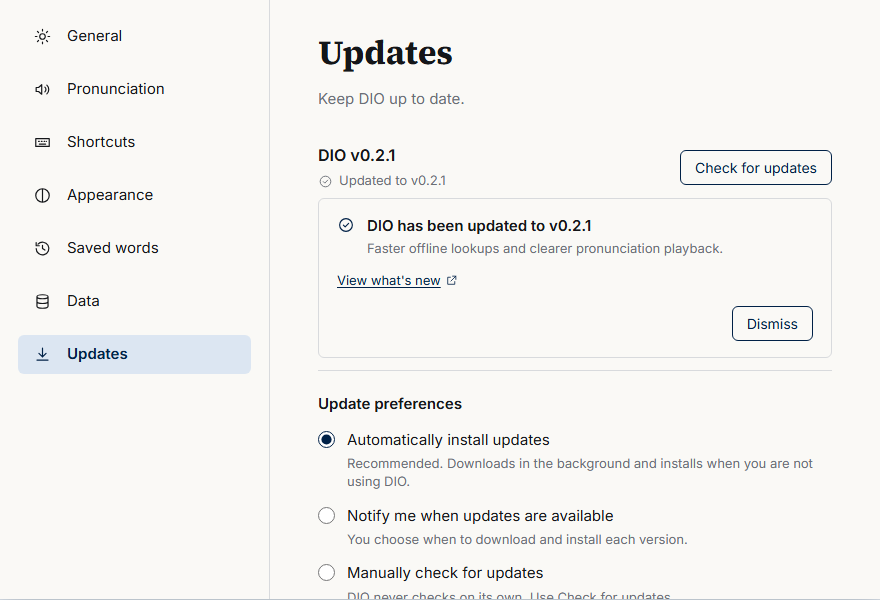 General
Pronunciation
Shortcuts
Appearance
Saved words
Data
Updates
Updates
Keep DIO up to date.
DIO v0.2.1
Updated to v0.2.1
Check for updates
DIO has been updated to v0.2.1
Faster offline lookups and clearer pronunciation playback.
View what's new
Dismiss
Update preferences
Automatically install updates
Recommended. Downloads in the background and installs when you are not
using DIO.
Notify me when updates are available
You choose when to download and install each version.
Manually check for updates
DIO never checks on its own. Use Check for updates.